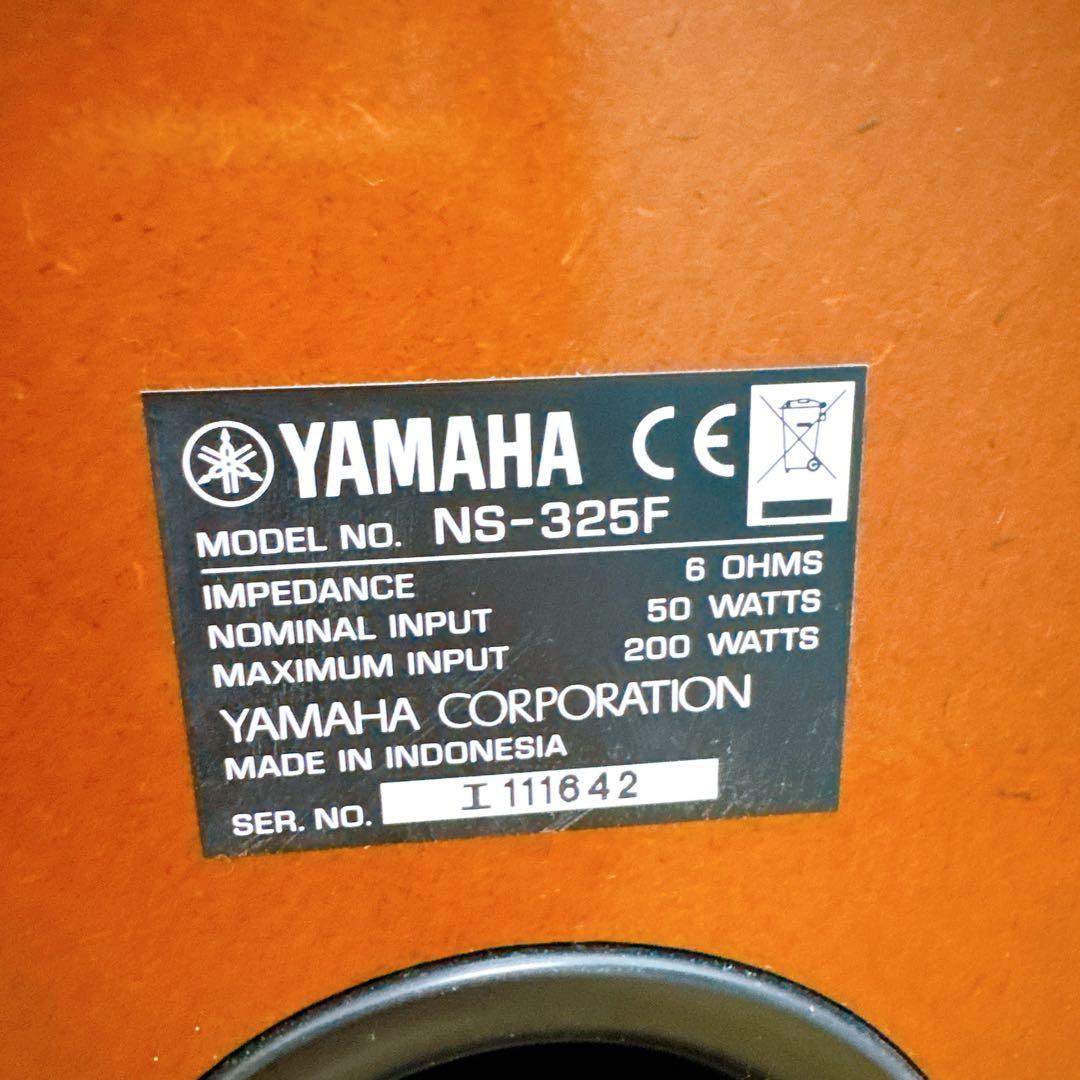 YAMAHA CE
MODEL NO. NS-325F
IMPEDANCE 6 OHMS
NOMINAL INPUT 50 WATTS
MAXIMUM INPUT 200 WATTS
YAMAHA CORPORATION
MADE IN INDONESIA
SER. NO. I 111642